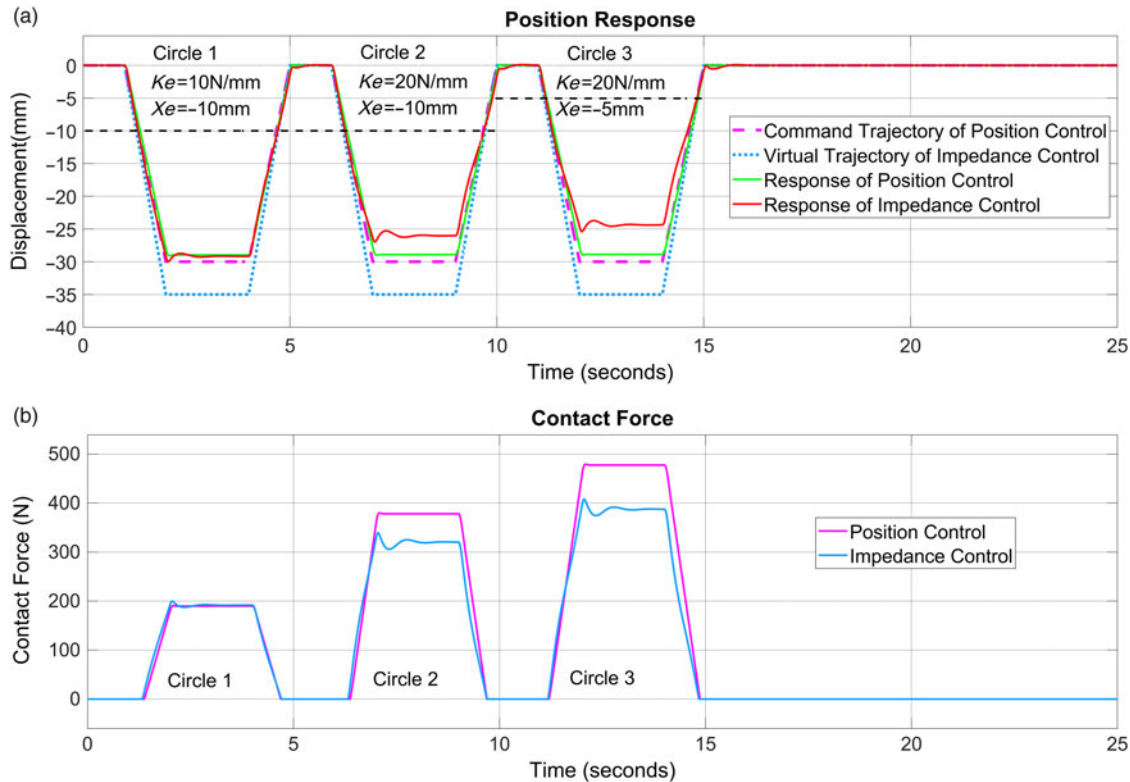 (a)
Position Response
Circle 1
Circle 2
Circle 3
Ke=10N/mm
Ke=20N/mm
Ke=20N/mm
Xe=−10mm
Xe=−10mm
Xe=−5mm
Displacement(mm)
0
−5
−10
−15
−20
−25
−30
−35
−40
Command Trajectory of Position Control
Virtual Trajectory of Impedance Control
Response of Position Control
Response of Impedance Control
0
5
10
15
20
25
Time (seconds)
(b)
Contact Force
Contact Force (N)
500
400
300
200
100
0
Position Control
Impedance Control
Circle 1
Circle 2
Circle 3
0
5
10
15
20
25
Time (seconds)